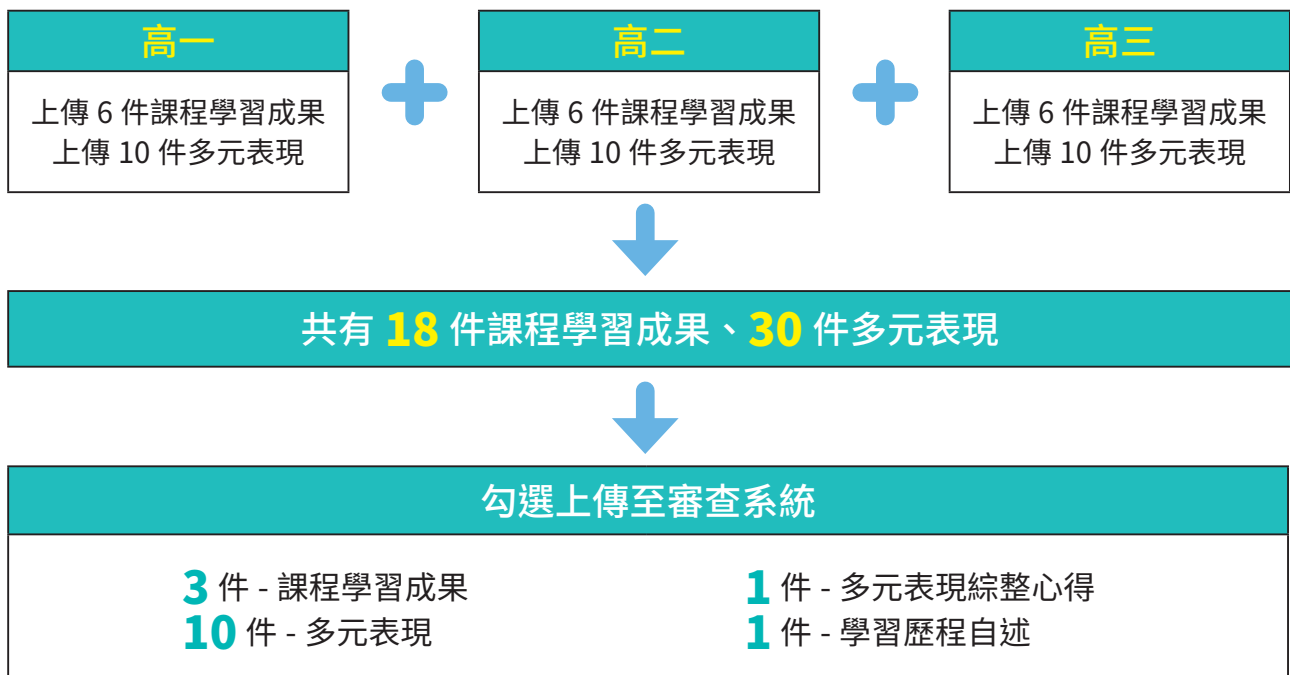 高一
上傳 6 件課程學習成果
上傳 10 件多元表現
高二
上傳 6 件課程學習成果
上傳 10 件多元表現
高三
上傳 6 件課程學習成果
上傳 10 件多元表現
共有 18 件課程學習成果、30 件多元表現
勾選上傳至審查系統
3 件 - 課程學習成果
10 件 - 多元表現
1 件 - 多元表現綜整心得
1 件 - 學習歷程自述